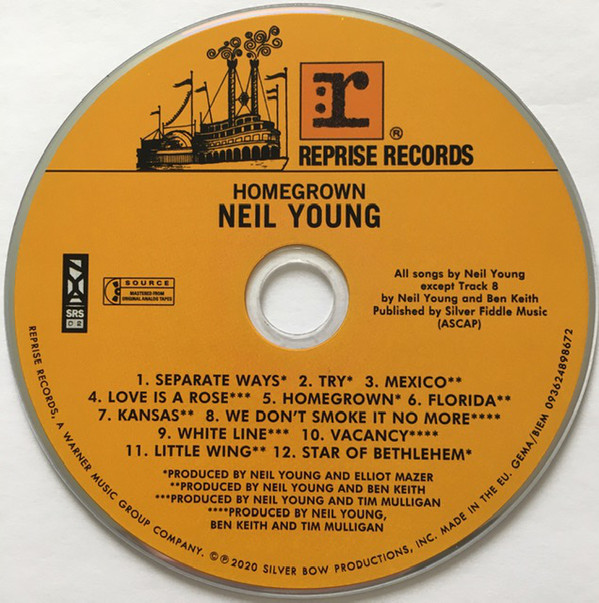 r
®
REPRISE RECORDS
HOMEGROWN
NEIL YOUNG
SRS
02
SOURCE
MASTERED FROM
ORIGINAL ANALOG TAPES
All songs by Neil Young
except Track 8
by Neil Young and Ben Keith
Published by Silver Fiddle Music
(ASCAP)
1. SEPARATE WAYS* 2. TRY* 3. MEXICO**
4. LOVE IS A ROSE*** 5. HOMEGROWN* 6. FLORIDA**
7. KANSAS** 8. WE DON'T SMOKE IT NO MORE****
9. WHITE LINE*** 10. VACANCY****
11. LITTLE WING** 12. STAR OF BETHLEHEM*
*PRODUCED BY NEIL YOUNG AND ELLIOT MAZER
**PRODUCED BY NEIL YOUNG AND BEN KEITH
***PRODUCED BY NEIL YOUNG AND TIM MULLIGAN
****PRODUCED BY NEIL YOUNG,
BEN KEITH AND TIM MULLIGAN
REPRISE RECORDS, A WARNER MUSIC GROUP COMPANY. ©℗2020 SILVER BOW PRODUCTIONS, INC. MADE IN THE EU. GEMA/BIEM 093624898672